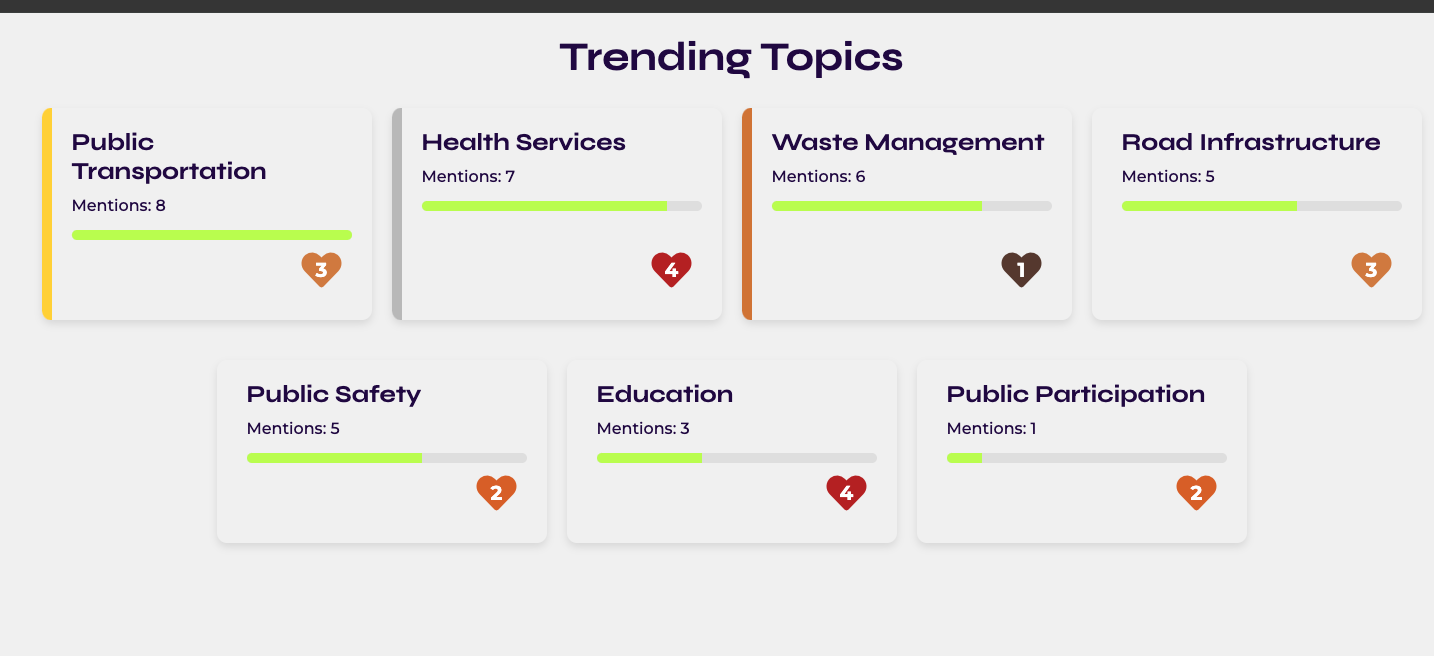 Trending Topics
Public
Transportation
Mentions: 8
3
Health Services
Mentions: 7
4
Waste Management
Mentions: 6
1
Road Infrastructure
Mentions: 5
3
Public Safety
Mentions: 5
2
Education
Mentions: 3
4
Public Participation
Mentions: 1
2